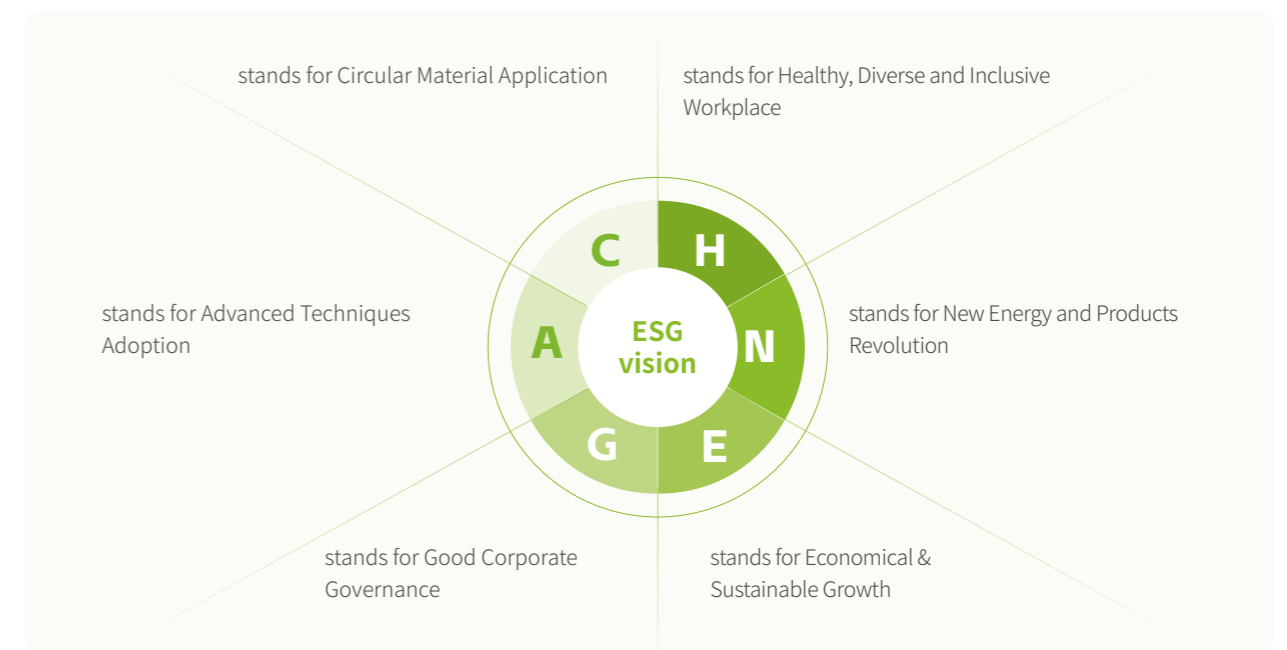 stands for Circular Material Application
stands for Healthy, Diverse and Inclusive
Workplace
C
H
stands for Advanced Techniques
Adoption
A
ESG
vision
N
stands for New Energy and Products
Revolution
G
E
stands for Good Corporate
Governance
stands for Economical &
Sustainable Growth